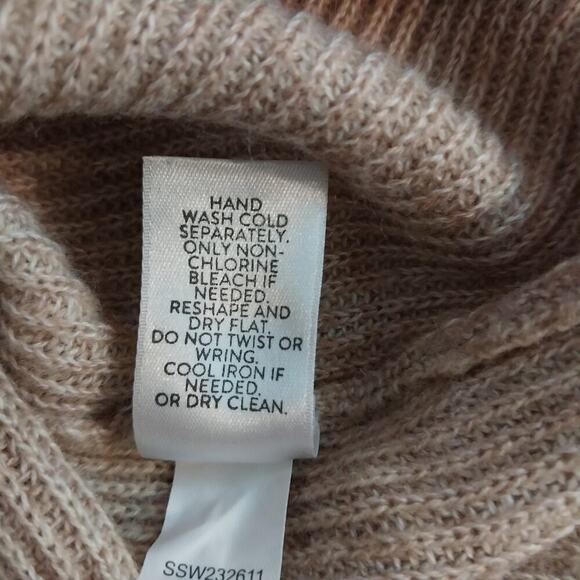 HAND
WASH COLD
SEPARATELY.
ONLY NON-
CHLORINE
BLEACH IF
NEEDED.
RESHAPE AND
DRY FLAT.
DO NOT TWIST OR
WRING.
COOL IRON IF
NEEDED.
OR DRY CLEAN.
SSW232611